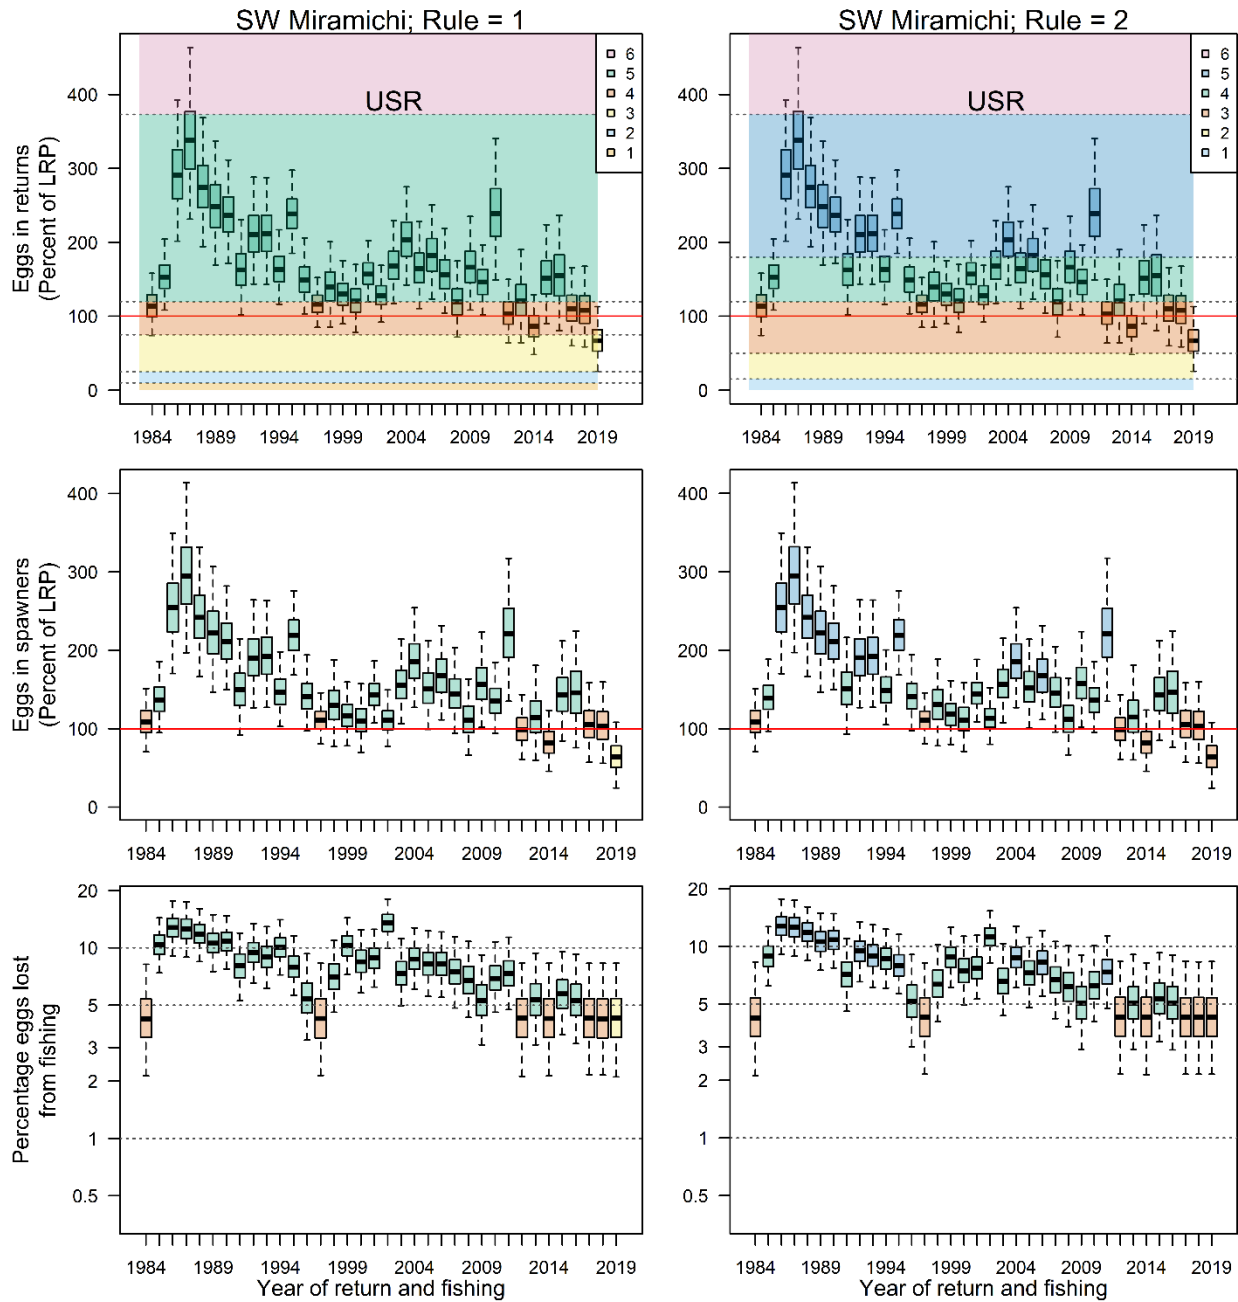 SW Miramichi; Rule = 1
SW Miramichi; Rule = 2
Eggs in returns
(Percent of LRP)
400
300
200
100
0
USR
6
5
4
3
2
1
1984 1989 1994 1999 2004 2009 2014 2019
400
300
200
100
0
USR
6
5
4
3
2
1
1984 1989 1994 1999 2004 2009 2014 2019
Eggs in spawners
(Percent of LRP)
400
300
200
100
0
1984 1989 1994 1999 2004 2009 2014 2019
400
300
200
100
0
1984 1989 1994 1999 2004 2009 2014 2019
Percentage eggs lost
from fishing
20
10
5
3
2
1
0.5
1984 1989 1994 1999 2004 2009 2014 2019
Year of return and fishing
20
10
5
3
2
1
0.5
1984 1989 1994 1999 2004 2009 2014 2019
Year of return and fishing